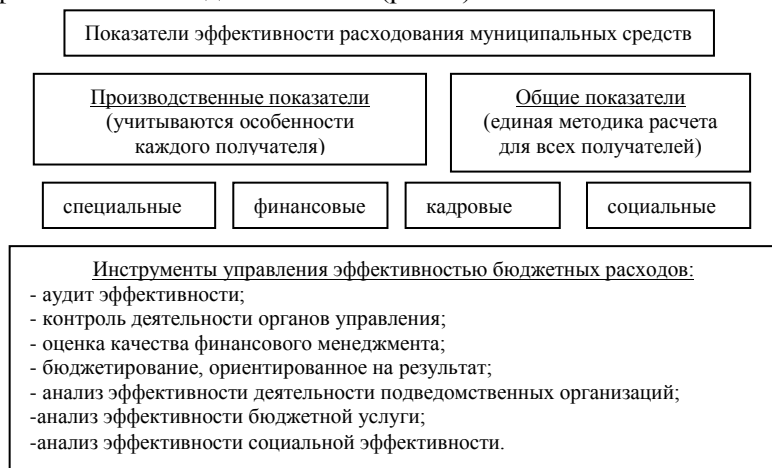 Показатели эффективности расходования муниципальных средств
Производственные показатели
(учитываются особенности
каждого получателя)
Общие показатели
(единая методика расчета
для всех получателей)
специальные
финансовые
кадровые
социальные
Инструменты управления эффективностью бюджетных расходов:
- аудит эффективности;
- контроль деятельности органов управления;
- оценка качества финансового менеджмента;
- бюджетирование, ориентированное на результат;
- анализ эффективности деятельности подведомственных организаций;
-анализ эффективности бюджетной услуги;
-анализ эффективности социальной эффективности.